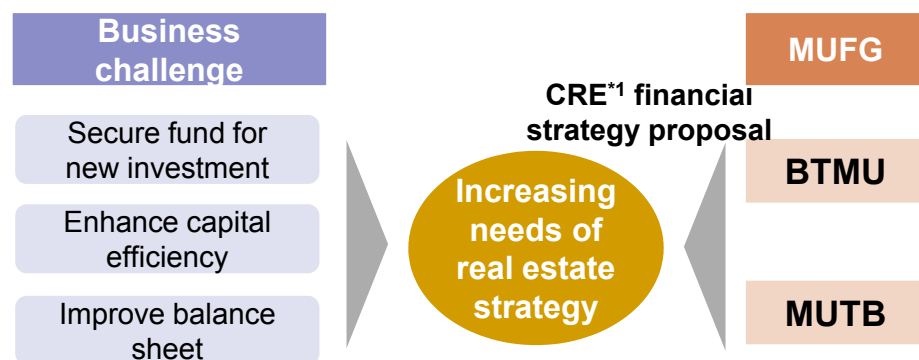 Business
challenge
Secure fund for
new investment
Enhance capital
efficiency
Improve balance
sheet
Increasing
needs of
real estate
strategy
CRE*1 financial
strategy proposal
MUFG
BTMU
MUTB